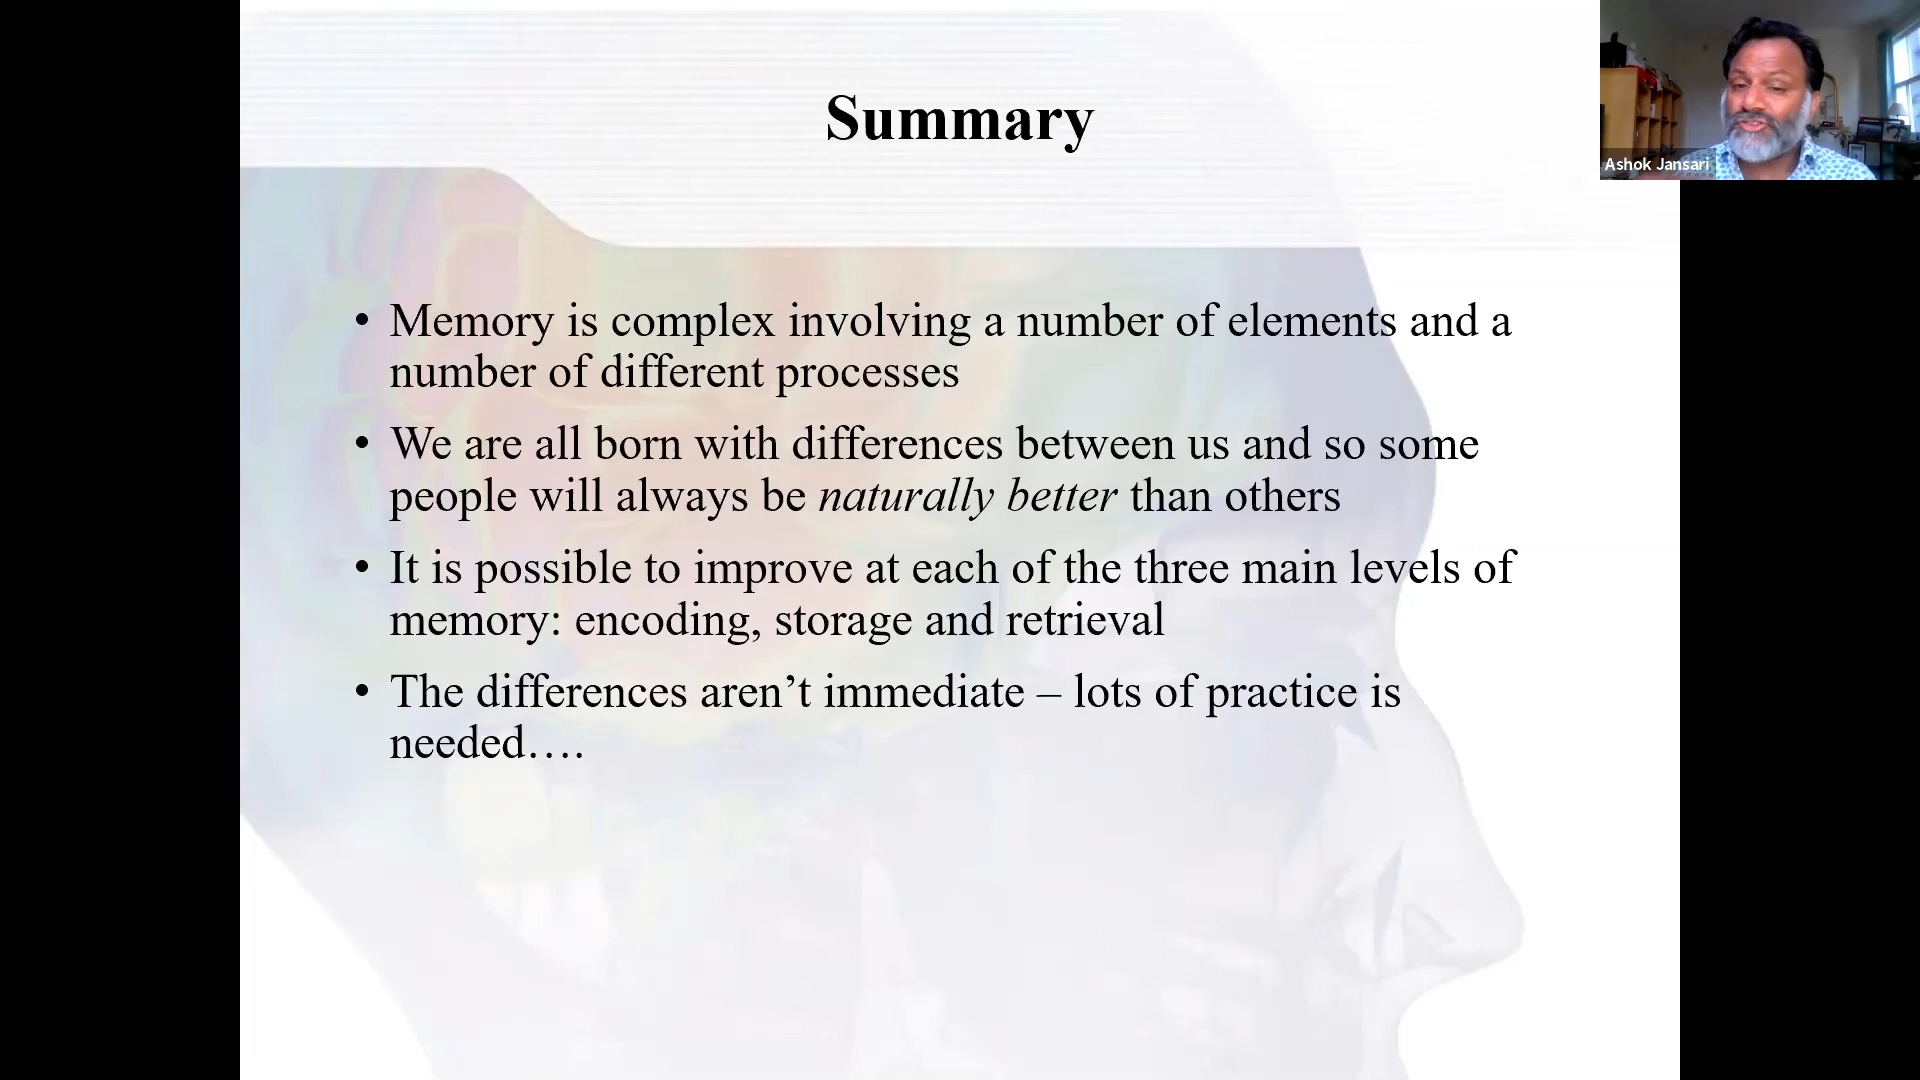 Summary
Ashok Jansari
• Memory is complex involving a number of elements and a
number of different processes
• We are all born with differences between us and so some
people will always be naturally better than others
• It is possible to improve at each of the three main levels of
memory: encoding, storage and retrieval
• The differences aren’t immediate – lots of practice is
needed….